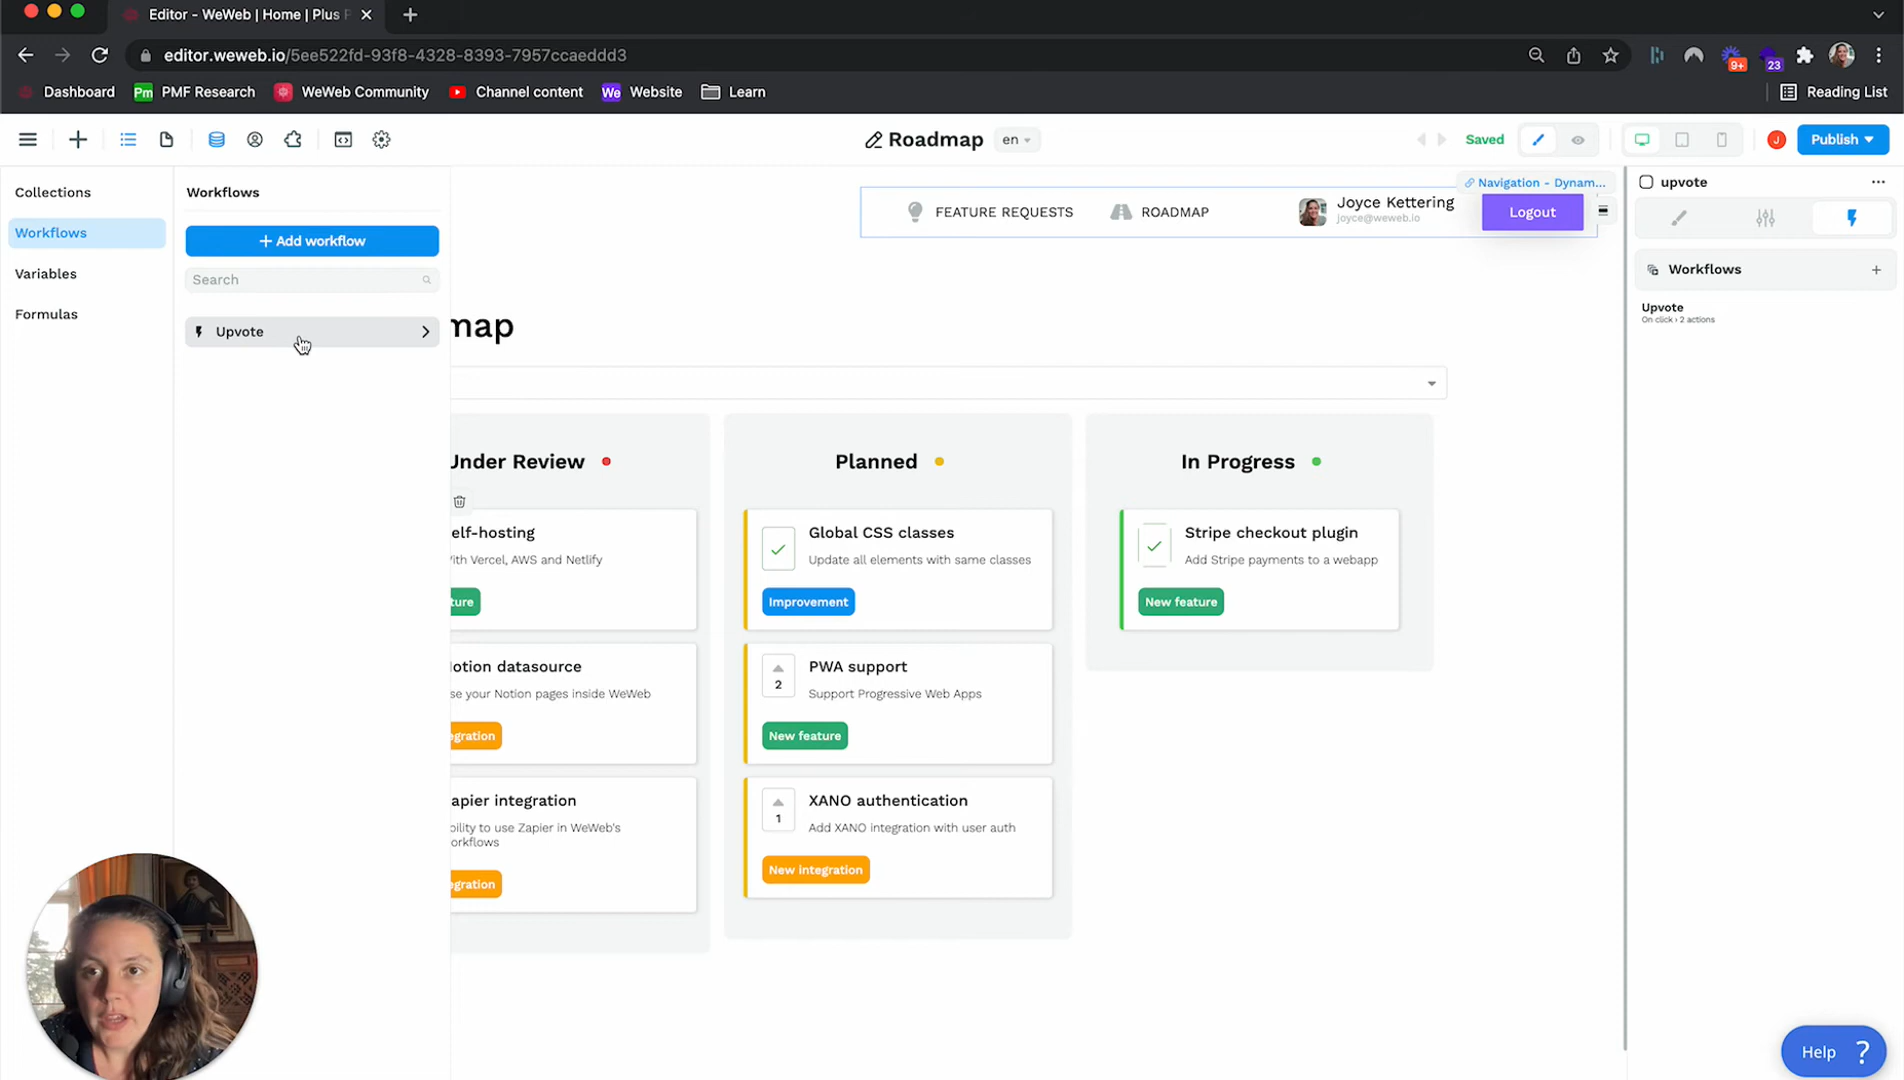 Editor - WeWeb | Home | Plus P
editor.weweb.io/5ee522fd-93f8-4328-8393-7957ccaeddd3
9+
23
Dashboard
Pm PMF Research
WeWeb Community
Channel content
We Website
Learn
Reading List
Roadmap
en
Saved
J
Publish
Collections
Workflows
Variables
Formulas
Workflows
+ Add workflow
Search
Upvote
Navigation - Dynam...
FEATURE REQUESTS
ROADMAP
Joyce Kettering
joyce@weweb.io
Logout
map
Under Review
elf-hosting
ith Vercel, AWS and Netlify
ture
otion datasource
se your Notion pages inside WeWeb
egration
apier integration
bility to use Zapier in WeWeb's
orkflows
egration
Planned
Global CSS classes
Update all elements with same classes
Improvement
2
PWA support
Support Progressive Web Apps
New feature
1
XANO authentication
Add XANO integration with user auth
New integration
In Progress
Stripe checkout plugin
Add Stripe payments to a webapp
New feature
upvote
Workflows
Upvote
On click › 2 actions
Help ?